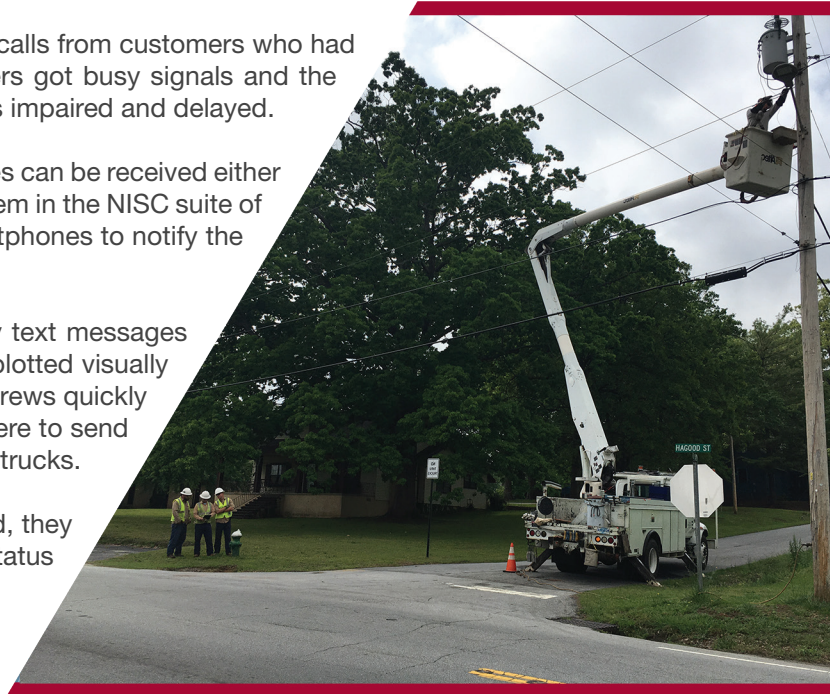 calls from customers who had
ers got busy signals and the
s impaired and delayed.
es can be received either
em in the NISC suite of
tphones to notify the
y text messages
plotted visually
rews quickly
ere to send
trucks.
d, they
tatus
HAGOOD ST